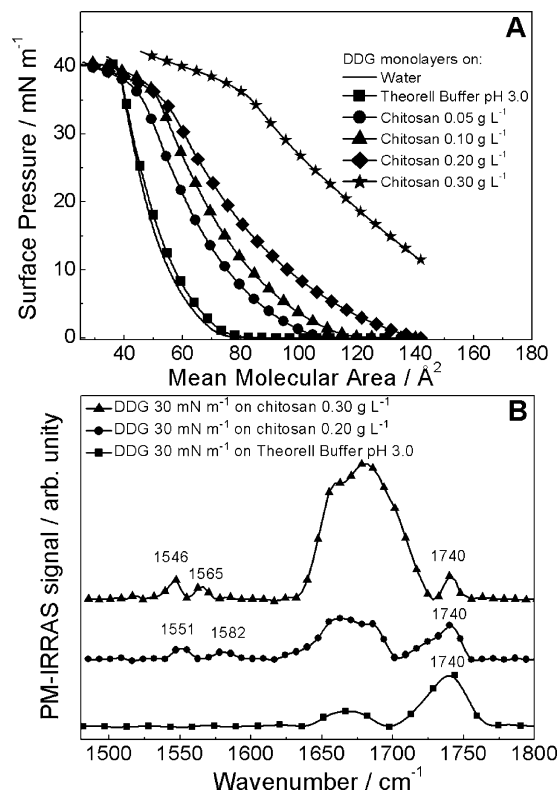 A
DDG monolayers on:
Water
Theorell Buffer pH 3.0
Chitosan 0.05 g L⁻¹
Chitosan 0.10 g L⁻¹
Chitosan 0.20 g L⁻¹
Chitosan 0.30 g L⁻¹
Surface Pressure / mN m⁻¹
40
30
20
10
0
40 60 80 100 120 140 160 180
Mean Molecular Area / Å²
B
DDG 30 mN m⁻¹ on chitosan 0.30 g L⁻¹
DDG 30 mN m⁻¹ on chitosan 0.20 g L⁻¹
DDG 30 mN m⁻¹ on Theorell Buffer pH 3.0
PM-IRRAS signal / arb. unity
1546
1565
1740
1551
1582
1740
1740
1500 1550 1600 1650 1700 1750 1800
Wavenumber / cm⁻¹